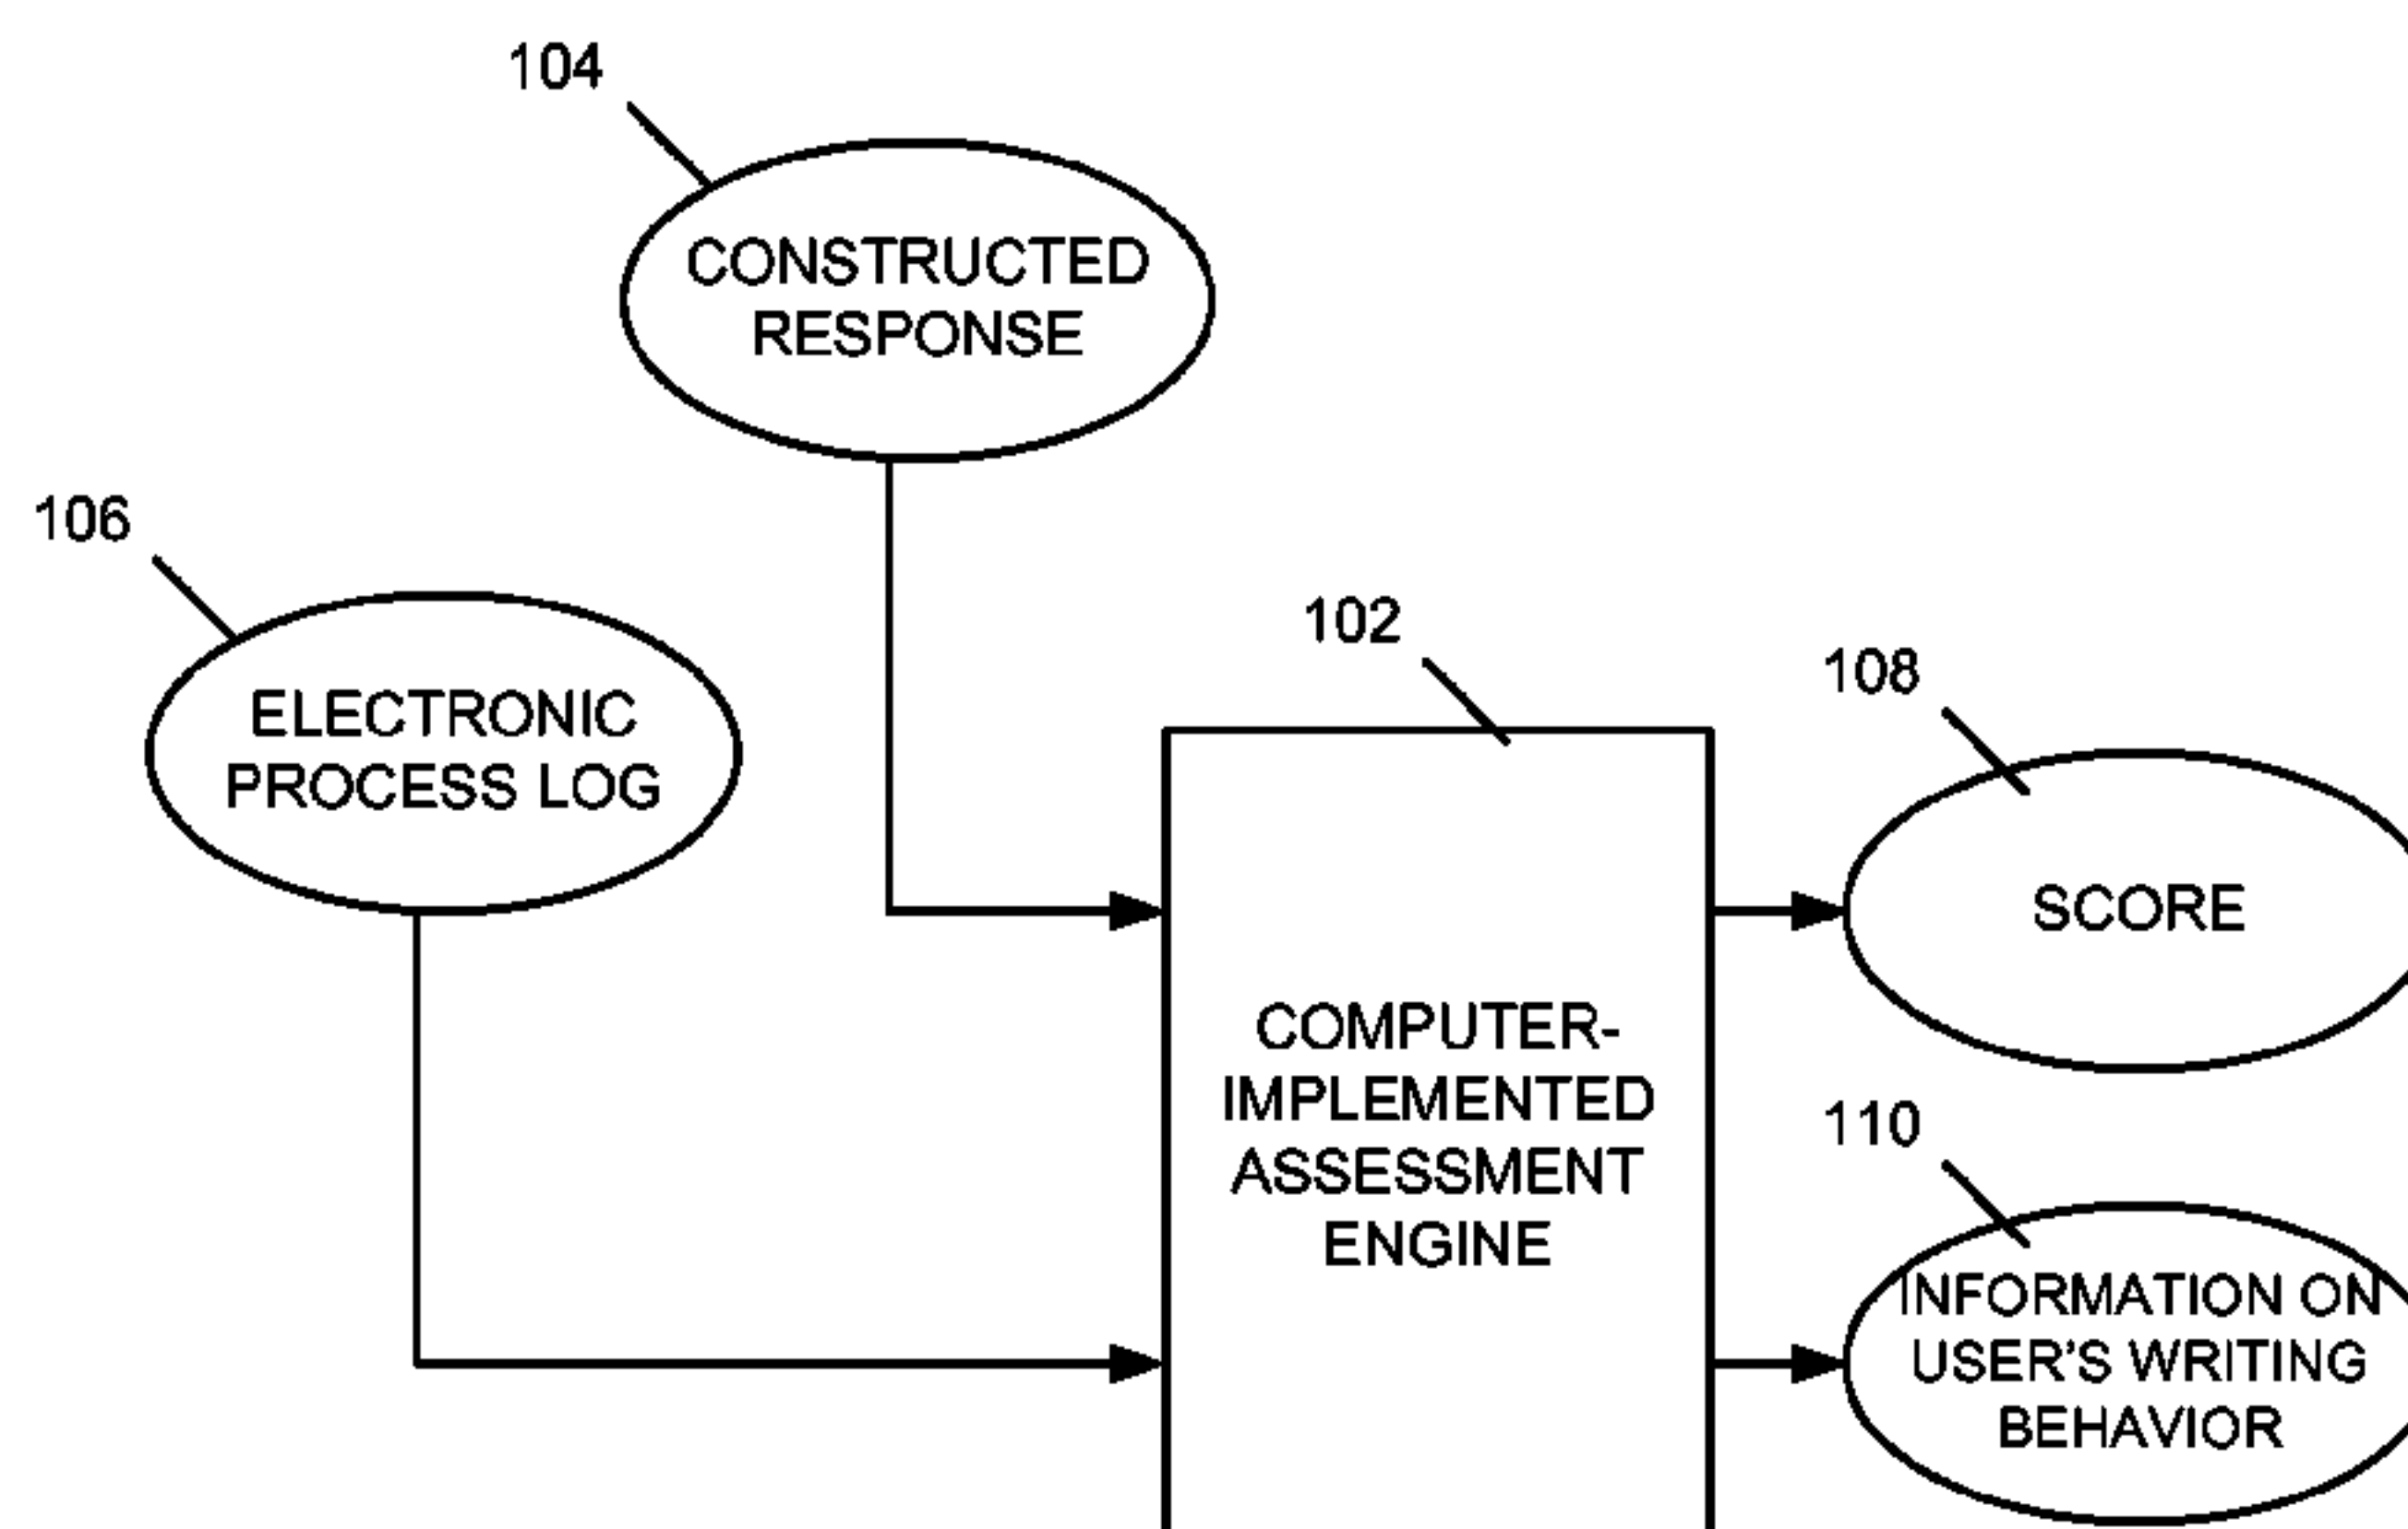 104
CONSTRUCTED
RESPONSE
106
ELECTRONIC
PROCESS LOG
102
COMPUTER-
IMPLEMENTED
ASSESSMENT
ENGINE
108
SCORE
110
INFORMATION ON
USER'S WRITING
BEHAVIOR